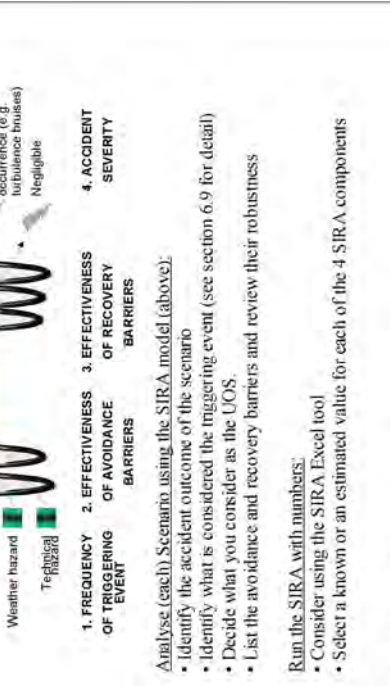 occurrence (e.g.
turbulence bruises)
Negligible
Weather hazard
Technical
hazard
1. FREQUENCY
OF TRIGGERING
EVENT
2. EFFECTIVENESS
OF AVOIDANCE
BARRIERS
3. EFFECTIVENESS
OF RECOVERY
BARRIERS
4. ACCIDENT
SEVERITY
Analyse (each) Scenario using the SIRA model (above):
• Identify the accident outcome of the scenario
• Identify what is considered the triggering event (see section 6.9 for detail)
• Decide what you consider as the UOS.
• List the avoidance and recovery barriers and review their robustness
Run the SIRA with numbers:
• Consider using the SIRA Excel tool
• Select a known or an estimated value for each of the 4 SIRA components